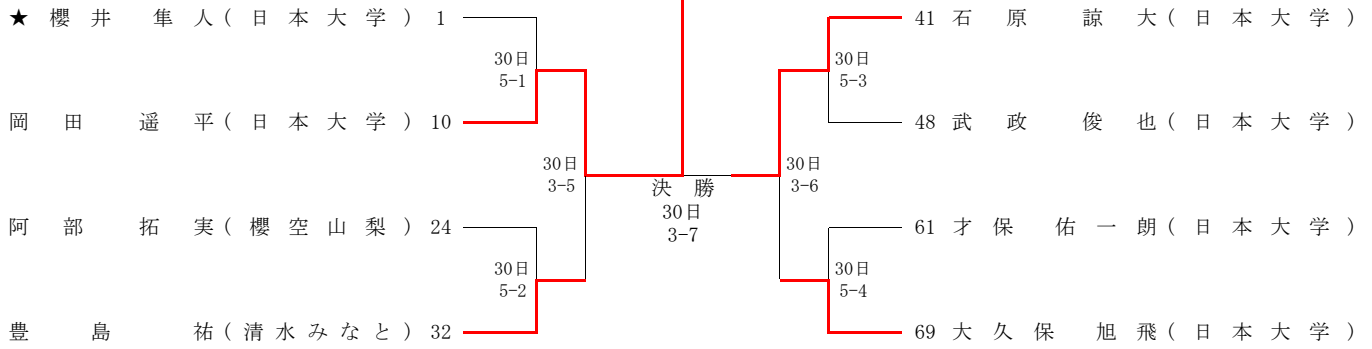 ★ 櫻井 隼人(日本大学) 1
41 石原 諒大(日本大学)
30日
5-1
30日
5-3
岡田 遥平(日本大学) 10
48 武政 俊也(日本大学)
30日
3-5
30日
3-6
決勝
30日
3-7
阿部 拓実(櫻空山梨) 24
61 才保 佑一朗(日本大学)
30日
5-2
30日
5-4
豊島 祐(清水みなと) 32
69 大久保 旭飛(日本大学)